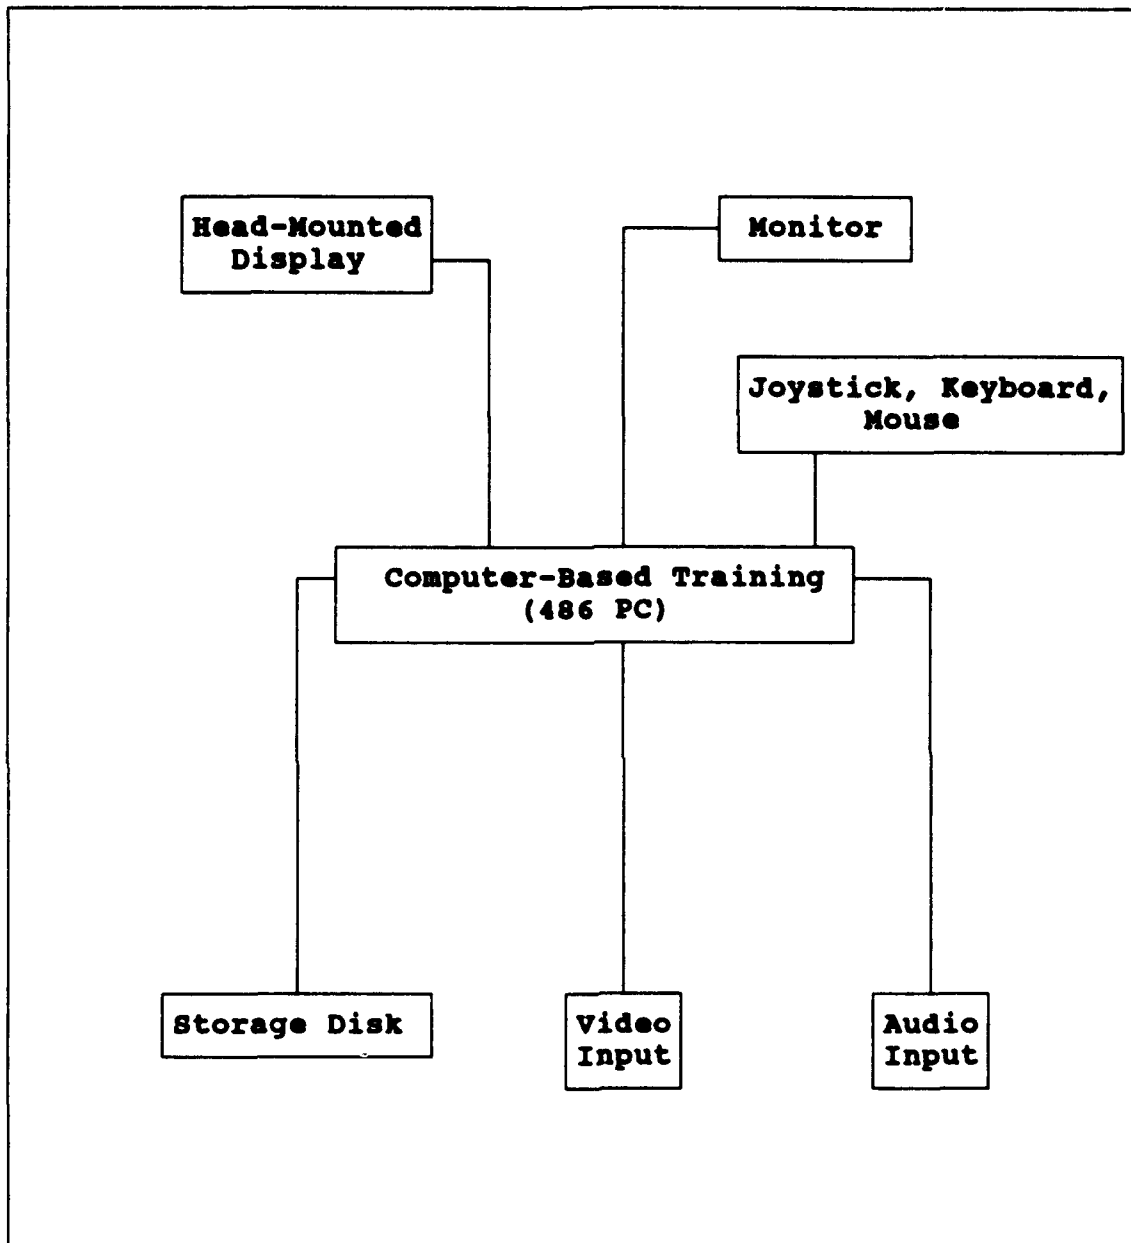 Head-Mounted
Display
Monitor
Joystick, Keyboard,
Mouse
Computer-Based Training
(486 PC)
Storage Disk
Video
Input
Audio
Input